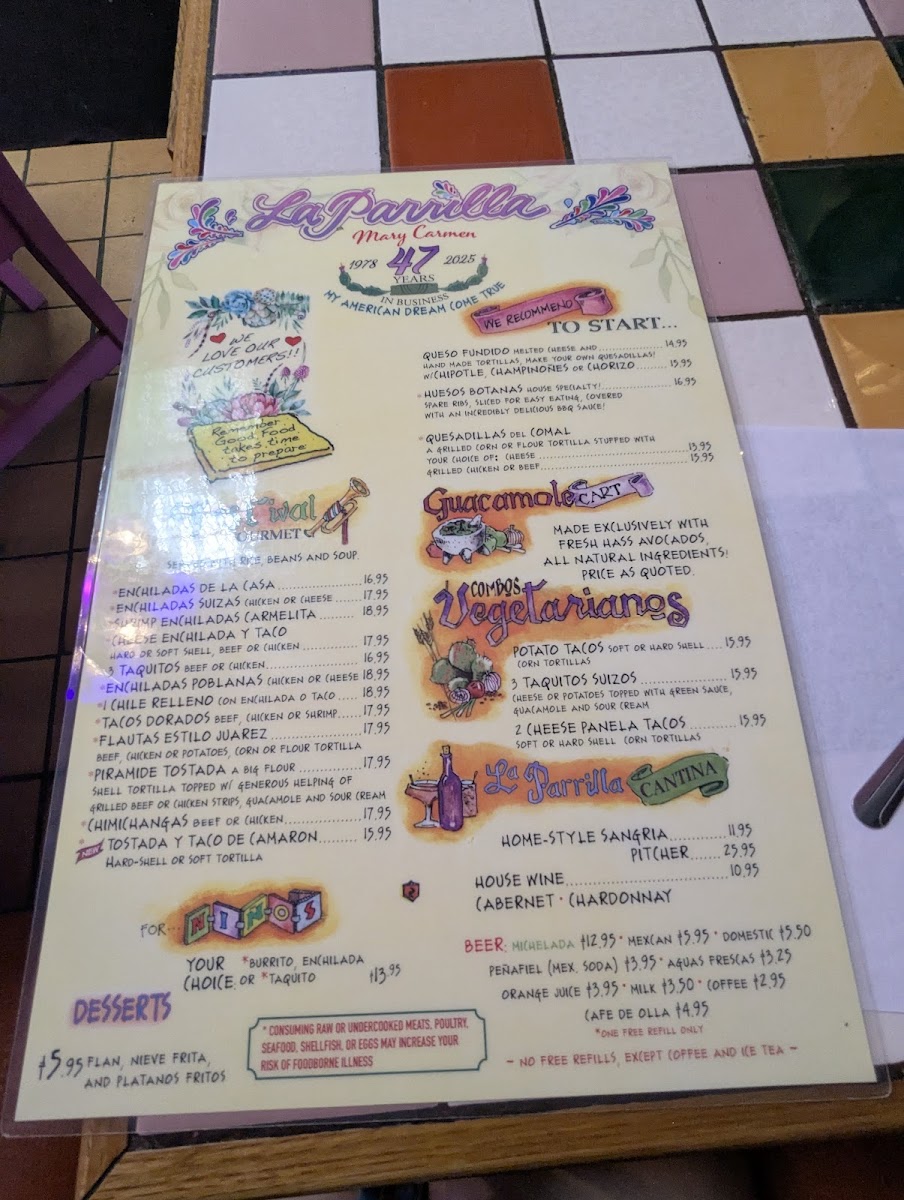 La Parrilla
Mary Carmen
1978 47 2025
YEARS
IN BUSINESS
MY AMERICAN DREAM COME TRUE
WE
LOVE OUR
CUSTOMERS!!
Remember
Good Food
takes time
to prepare
WE RECOMMEND
TO START...
QUESO FUNDIDO MELTED CHEESE AND 14.95
HAND MADE TORTILLAS, MAKE YOUR OWN QUESADILLAS!
W/CHIPOTLE, CHAMPIÑOÑES OR CHORIZO 15.95
*HUESOS BOTANAS HOUSE SPECIALTY! 16.95
SPARE RIBS, SLICED FOR EASY EATING, COVERED
WITH AN INCREDIBLY DELICIOUS BBQ SAUCE!
*QUESADILLAS DEL COMAL
A GRILLED CORN OR FLOUR TORTILLA STUFFED WITH
YOUR CHOICE OF: CHEESE 13.95
GRILLED CHICKEN OR BEEF 15.95
GUACAMOLE CART
MADE EXCLUSIVELY WITH
FRESH HASS AVOCADOS,
ALL NATURAL INGREDIENTS!
PRICE AS QUOTED.
COMBOS
Vegetarianos
POTATO TACOS SOFT OR HARD SHELL 15.95
CORN TORTILLAS
3 TAQUITOS SUIZOS 15.95
CHEESE OR POTATOES TOPPED WITH GREEN SAUCE,
GUACAMOLE AND SOUR CREAM
2 CHEESE PANELA TACOS 15.95
SOFT OR HARD SHELL CORN TORTILLAS
La Parrilla CANTINA
HOME-STYLE SANGRIA 11.95
PITCHER 25.95
HOUSE WINE 10.95
CABERNET • CHARDONNAY
BEER: MICHELADA $12.95 • MEXCAN $5.95 • DOMESTIC $5.50
PEÑAFIEL (MEX. SODA) $3.95 • AGUAS FRESCAS $3.25
ORANGE JUICE $3.95 • MILK $3.50 • COFFEE $2.95
CAFE DE OLLA $4.95
*ONE FREE REFILL ONLY
~ NO FREE REFILLS, EXCEPT COFFEE AND ICE TEA ~
RICE, BEANS AND SOUP.
*ENCHILADAS DE LA CASA 16.95
*ENCHILADAS SUIZAS CHICKEN OR CHEESE 17.95
*SHRIMP ENCHILADAS CARMELITA 18.95
*CHEESE ENCHILADA Y TACO
HARD OR SOFT SHELL, BEEF OR CHICKEN 17.95
*3 TAQUITOS BEEF OR CHICKEN 16.95
*ENCHILADAS POBLANAS CHICKEN OR CHEESE 18.95
*1 CHILE RELLENO CON ENCHILADA O TACO 18.95
*TACOS DORADOS BEEF, CHICKEN OR SHRIMP 17.95
*FLAUTAS ESTILO JUAREZ 17.95
BEEF, CHICKEN OR POTATOES, CORN OR FLOUR TORTILLA
*PIRAMIDE TOSTADA A BIG FLOUR 17.95
SHELL TORTILLA TOPPED W/ GENEROUS HELPING OF
GRILLED BEEF OR CHICKEN STRIPS, GUACAMOLE AND SOUR CREAM
*CHIMICHANGAS BEEF OR CHICKEN 17.95
NEW *TOSTADA Y TACO DE CAMARON 15.95
HARD-SHELL OR SOFT TORTILLA
FOR... N-I-N-O-S
YOUR *BURRITO, ENCHILADA
CHOICE, OR *TAQUITO $13.95
DESSERTS
$5.95 FLAN, NIEVE FRITA,
AND PLATANOS FRITOS
* CONSUMING RAW OR UNDERCOOKED MEATS, POULTRY,
SEAFOOD, SHELLFISH, OR EGGS MAY INCREASE YOUR
RISK OF FOODBORNE ILLNESS